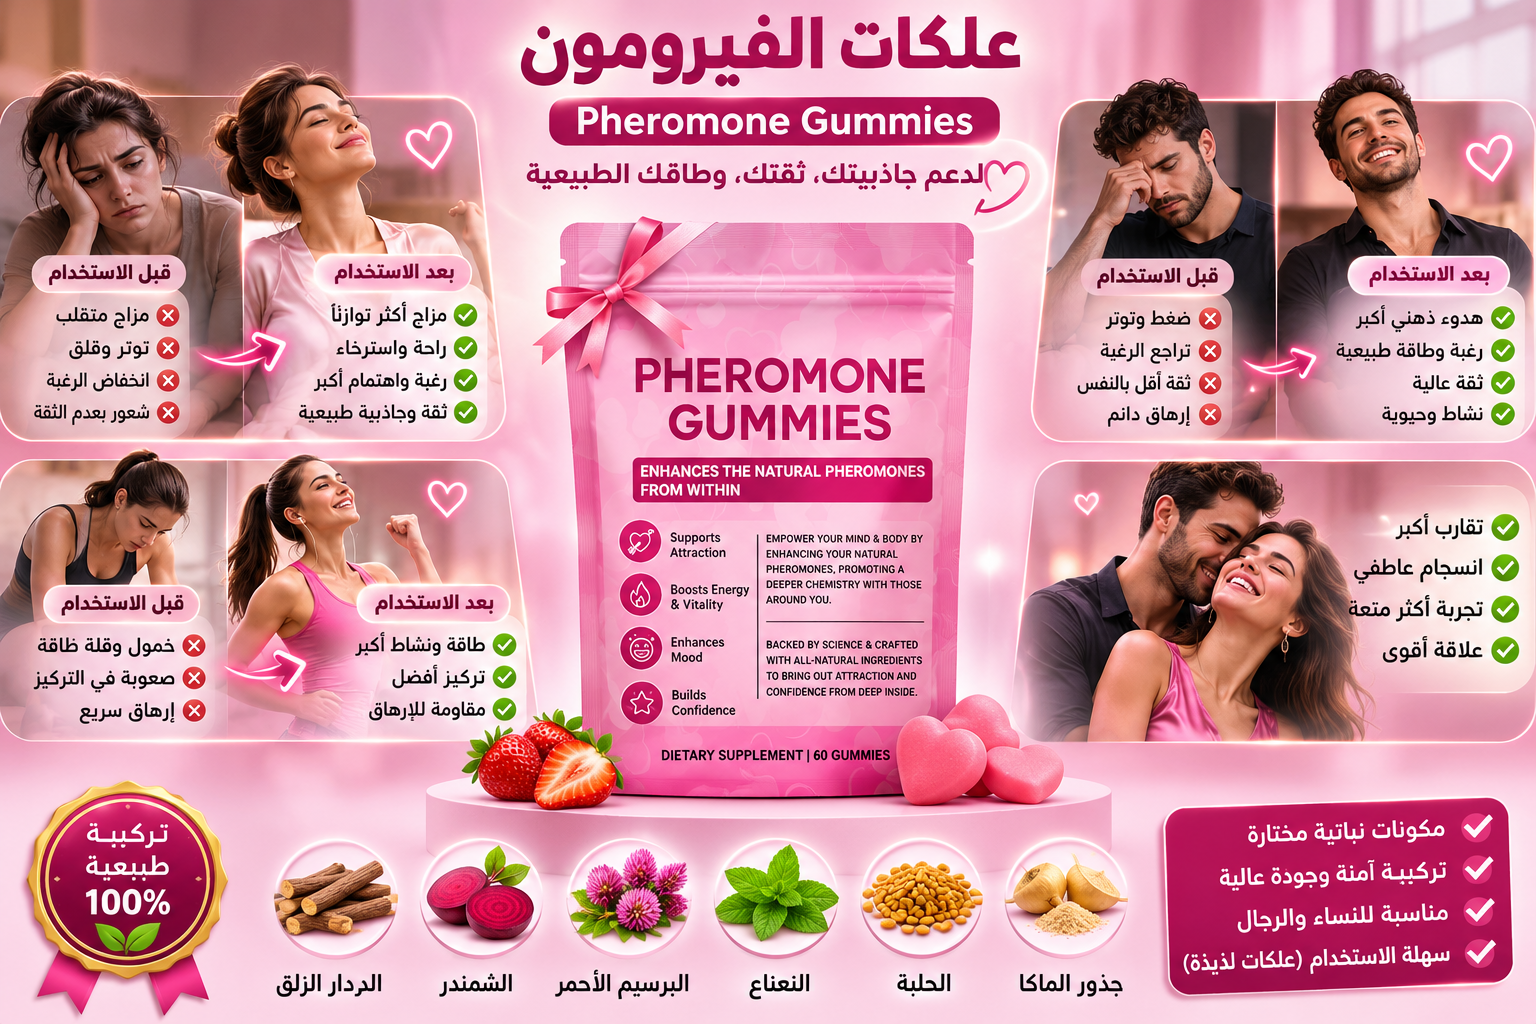 علكات الفيرومون
Pheromone Gummies
لدعم جاذبيتك، ثقتك، وطاقك الطبيعية
قبل الاستخدام
مزاج متقلب
توتر وقلق
انخفاض الرغبة
شعور بعدم الثقة
بعد الاستخدام
مزاج أكثر توازناً
راحة واسترخاء
رغبة واهتمام أكبر
ثقة وجاذبية طبيعية
قبل الاستخدام
ضغط وتوتر
تراجع الرغبة
ثقة أقل بالنفس
إرهاق دائم
بعد الاستخدام
هدوء ذهني أكبر
رغبة وطاقة طبيعية
ثقة عالية
نشاط وحيوية
قبل الاستخدام
خمول وقلة طاقة
صعوبة في التركيز
إرهاق سريع
بعد الاستخدام
طاقة ونشاط أكبر
تركيز أفضل
مقاومة للإرهاق
تقارب أكبر
انسجام عاطفي
تجربة أكثر متعة
علاقة أقوى
PHEROMONE
GUMMIES
ENHANCES THE NATURAL PHEROMONES
FROM WITHIN
Supports
Attraction
Boosts Energy
& Vitality
Enhances
Mood
Builds
Confidence
EMPOWER YOUR MIND & BODY BY
ENHANCING YOUR NATURAL
PHEROMONES, PROMOTING A
DEEPER CHEMISTRY WITH THOSE
AROUND YOU.
BACKED BY SCIENCE & CRAFTED
WITH ALL-NATURAL INGREDIENTS
TO BRING OUT ATTRACTION AND
CONFIDENCE FROM DEEP INSIDE.
DIETARY SUPPLEMENT | 60 GUMMIES
تركيبة
طبيعية
100%
جذور الماكا
الحلبة
النعناع
البرسيم الأحمر
الشمندر
الدردار الزلق
مكونات نباتية مختارة
تركيبة آمنة وجودة عالية
مناسبة للنساء والرجال
سهلة الاستخدام (علكات لذيذة)